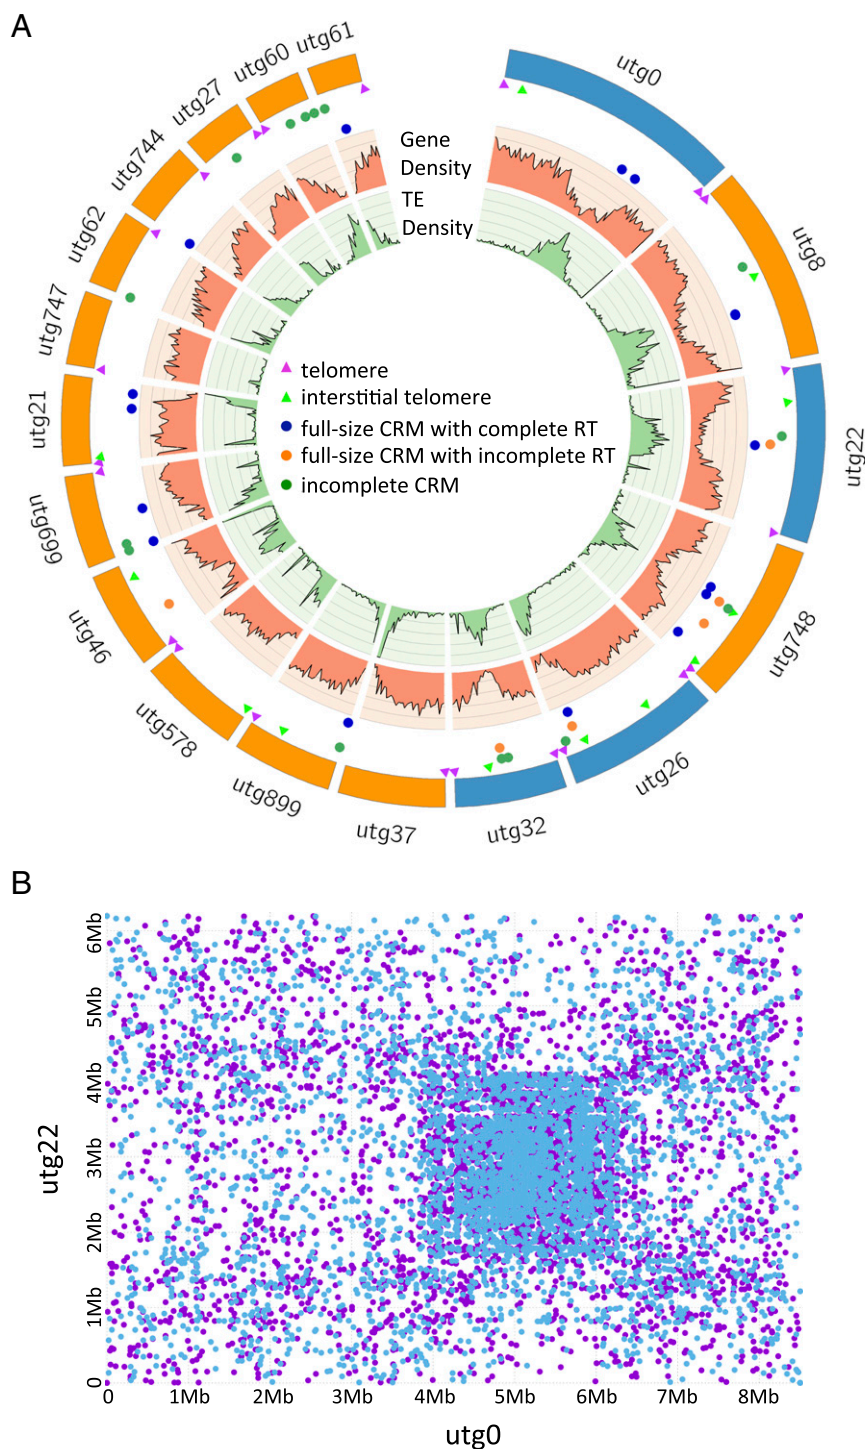 A
utg60
utg61
utg0
utg27
utg744
utg62
utg747
utg21
utg699
utg46
utg578
utg899
utg37
utg32
utg26
utg748
utg22
utg8
Gene
Density
TE
Density
telomere
interstitial telomere
full-size CRM with complete RT
full-size CRM with incomplete RT
incomplete CRM
B
utg22
6Mb
5Mb
4Mb
3Mb
2Mb
1Mb
0
0 1Mb 2Mb 3Mb 4Mb 5Mb 6Mb 7Mb 8Mb
utg0